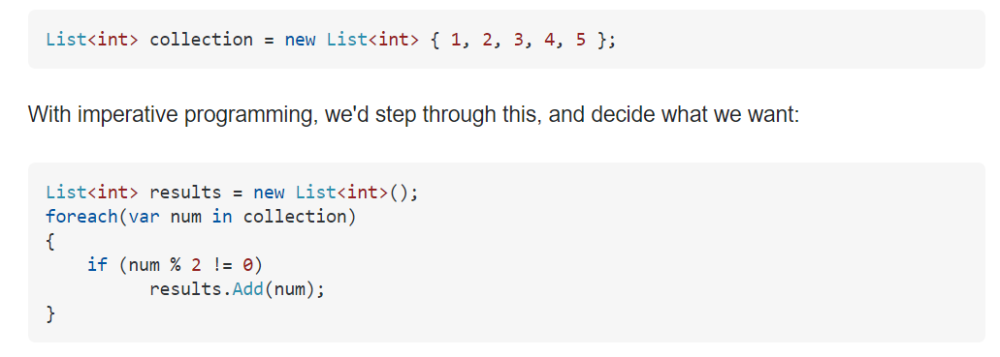 List<int> collection = new List<int> { 1, 2, 3, 4, 5 };
With imperative programming, we'd step through this, and decide what we want:
List<int> results = new List<int>();
foreach(var num in collection)
{
    if (num % 2 != 0)
          results.Add(num);
}